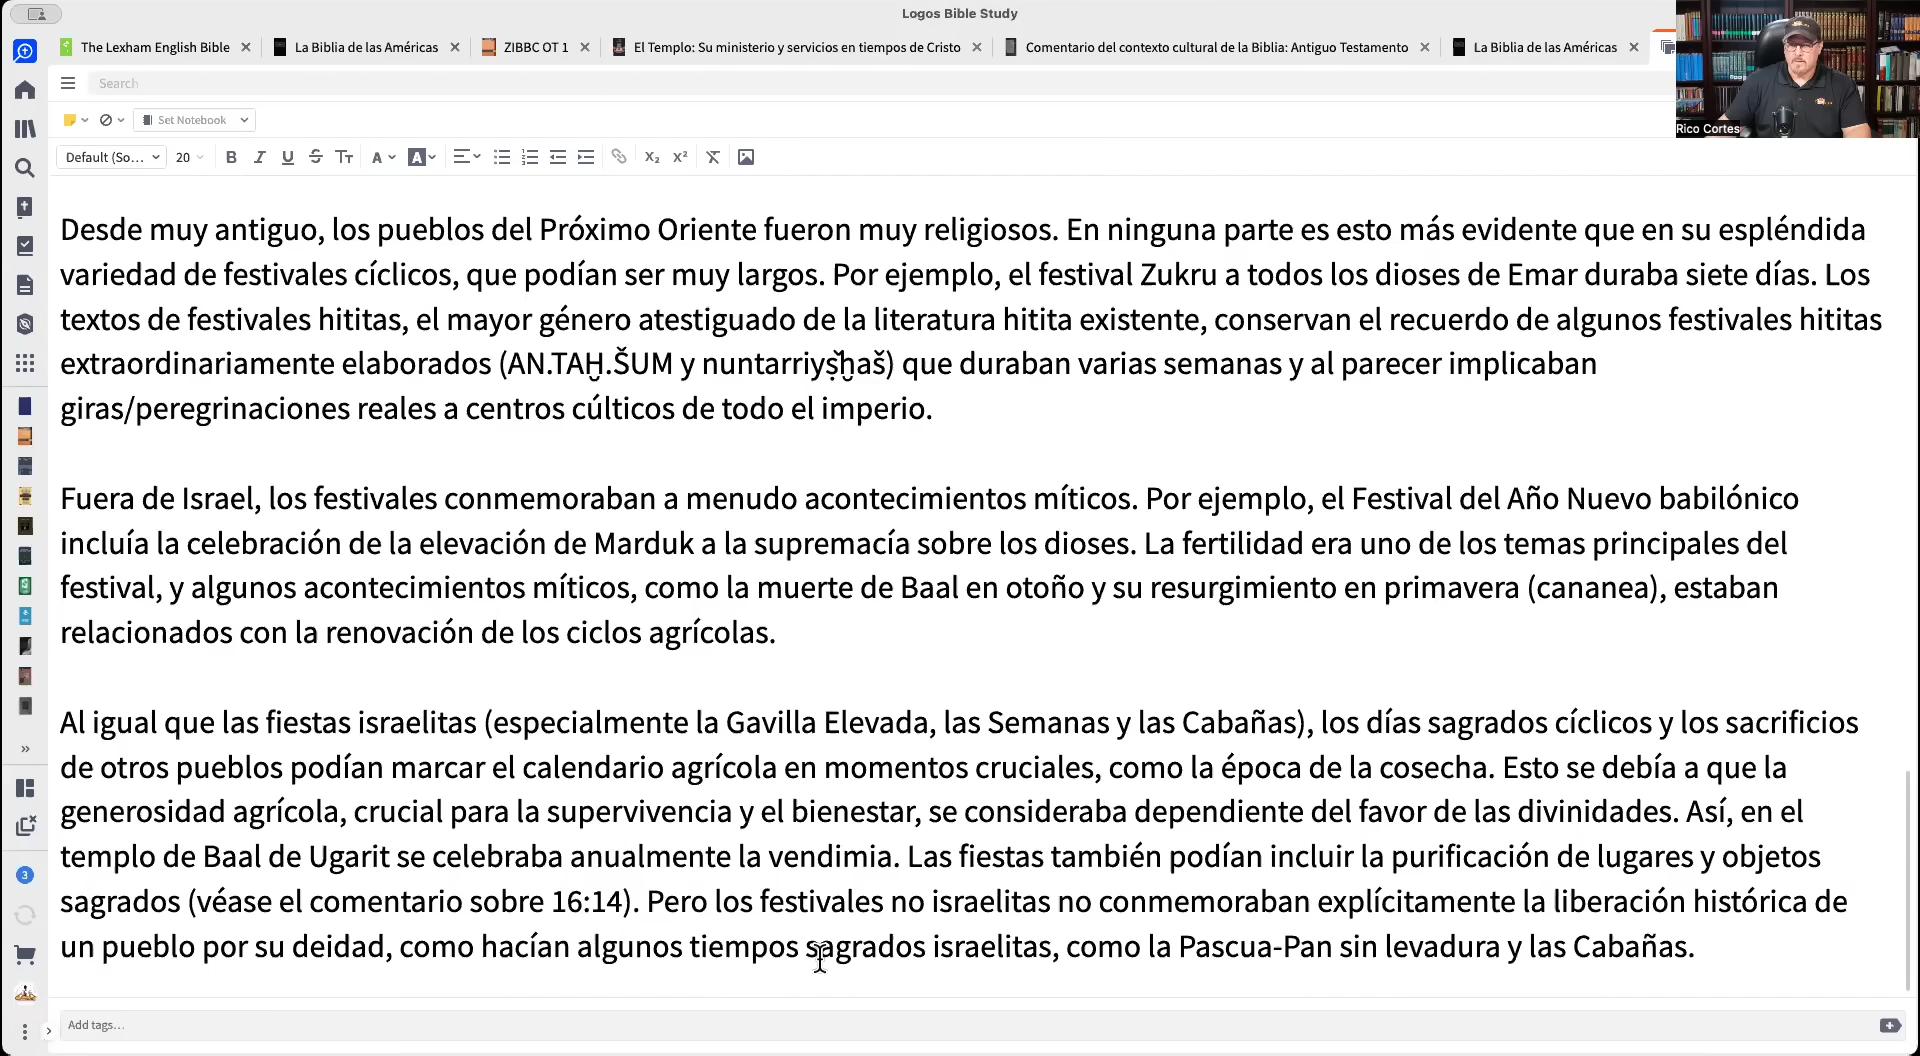 Logos Bible Study
The Lexham English Bible
La Biblia de las Américas
ZIBBC OT 1
El Templo: Su ministerio y servicios en tiempos de Cristo
Comentario del contexto cultural de la Biblia: Antiguo Testamento
La Biblia de las Américas
Search
Rico Cortes
Set Notebook
Default (So... 20
Desde muy antiguo, los pueblos del Próximo Oriente fueron muy religiosos. En ninguna parte es esto más evidente que en su espléndida
variedad de festivales cíclicos, que podían ser muy largos. Por ejemplo, el festival Zukru a todos los dioses de Emar duraba siete días. Los
textos de festivales hititas, el mayor género atestiguado de la literatura hitita existente, conservan el recuerdo de algunos festivales hititas
extraordinariamente elaborados (AN.TAḪ.ŠUM y nuntarriyṣ̌ḫaš) que duraban varias semanas y al parecer implicaban
giras/peregrinaciones reales a centros cúlticos de todo el imperio.
Fuera de Israel, los festivales conmemoraban a menudo acontecimientos míticos. Por ejemplo, el Festival del Año Nuevo babilónico
incluía la celebración de la elevación de Marduk a la supremacía sobre los dioses. La fertilidad era uno de los temas principales del
festival, y algunos acontecimientos míticos, como la muerte de Baal en otoño y su resurgimiento en primavera (cananea), estaban
relacionados con la renovación de los ciclos agrícolas.
Al igual que las fiestas israelitas (especialmente la Gavilla Elevada, las Semanas y las Cabañas), los días sagrados cíclicos y los sacrificios
de otros pueblos podían marcar el calendario agrícola en momentos cruciales, como la época de la cosecha. Esto se debía a que la
generosidad agrícola, crucial para la supervivencia y el bienestar, se consideraba dependiente del favor de las divinidades. Así, en el
templo de Baal de Ugarit se celebraba anualmente la vendimia. Las fiestas también podían incluir la purificación de lugares y objetos
sagrados (véase el comentario sobre 16:14). Pero los festivales no israelitas no conmemoraban explícitamente la liberación histórica de
un pueblo por su deidad, como hacían algunos tiempos sagrados israelitas, como la Pascua-Pan sin levadura y las Cabañas.
3
Add tags...